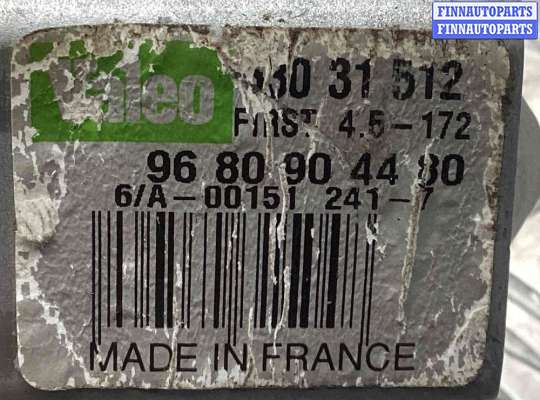 FINNAUTOPARTS
FINNAUTOPARTS
Valeo
30 31 512
FIRST 4.5-172
96 80 90 44 80
6/A-00151 241-7
MADE IN FRANCE